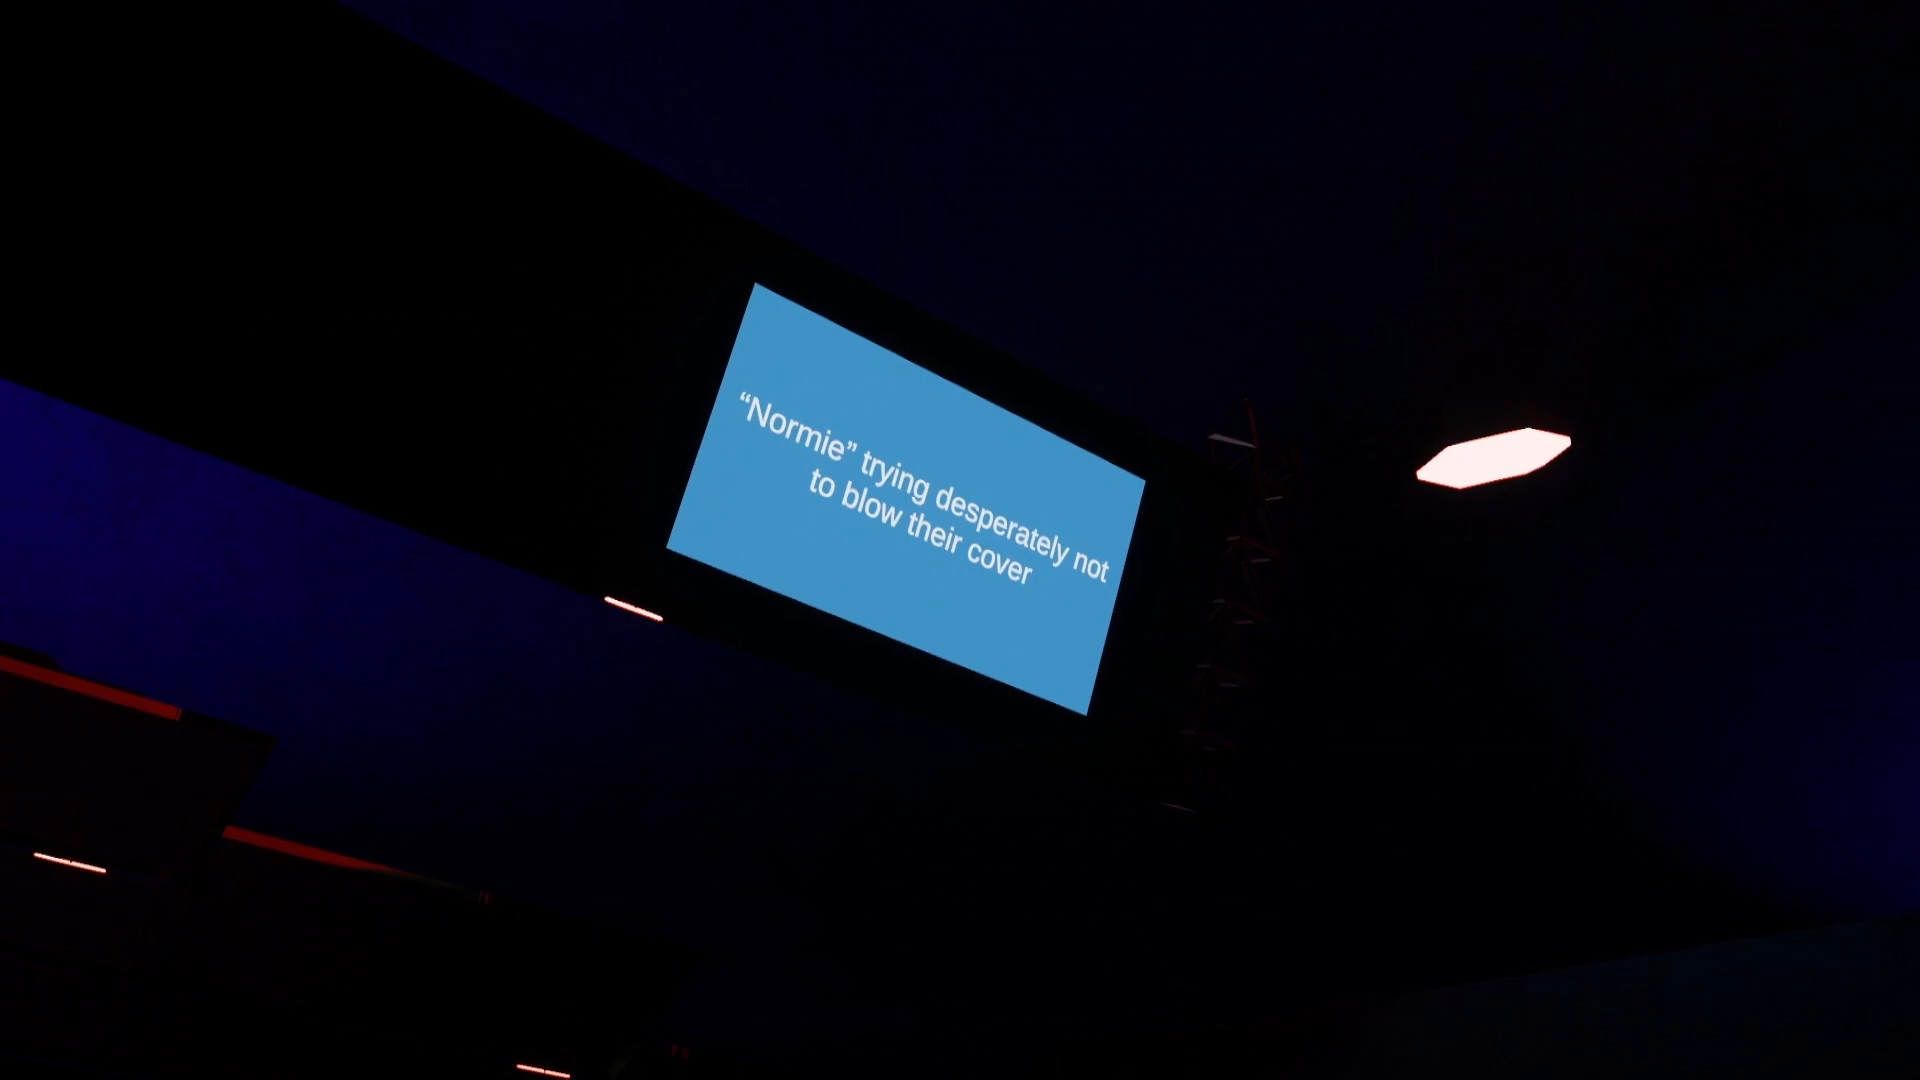 “Normie” trying desperately not
to blow their cover